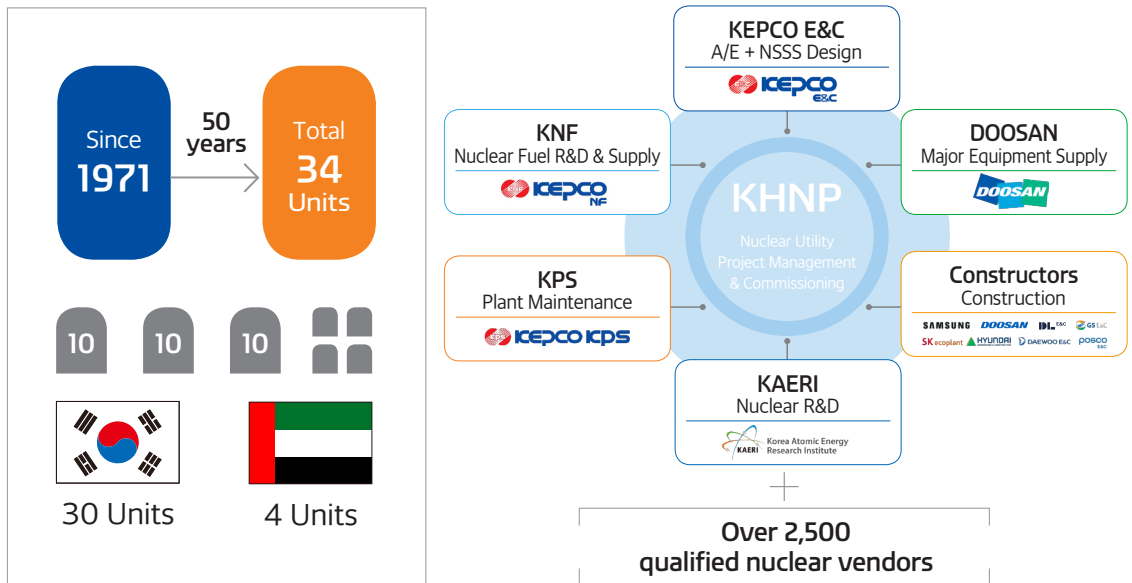 Since
1971
50
years
Total
34
Units
10
10
10
30 Units
4 Units
KEPCO E&C
A/E + NSSS Design
KEPCO
E&C
KNF
Nuclear Fuel R&D & Supply
KNF
KEPCO
NF
DOOSAN
Major Equipment Supply
DOOSAN
KHNP
Nuclear Utility
Project Management
& Commissioning
KPS
Plant Maintenance
KPS
KEPCO KPS
Constructors
Construction
SAMSUNG DOOSAN DL E&C GS E&C
SK ecoplant HYUNDAI DAEWOO E&C posco E&C
KAERI
Nuclear R&D
KAERI
Korea Atomic Energy
Research Institute
Over 2,500
qualified nuclear vendors